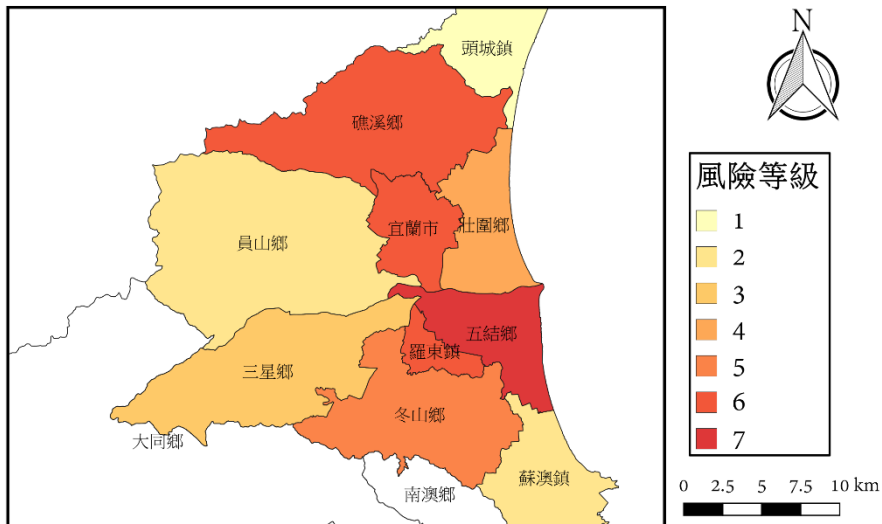 頭城鎮
N
礁溪鄉
風險等級
1
宜蘭市
壯圍鄉
2
員山鄉
3
4
五結鄉
羅東鎮
5
三星鄉
6
冬山鄉
7
大同鄉
蘇澳鎮
南澳鄉
0 2.5 5 7.5 10 km